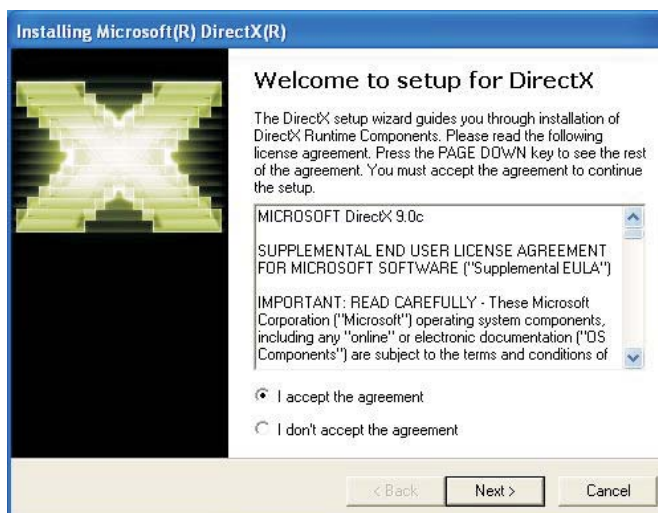 Installing Microsoft(R) DirectX(R)
Welcome to setup for DirectX
The DirectX setup wizard guides you through installation of
DirectX Runtime Components. Please read the following
license agreement. Press the PAGE DOWN key to see the rest
of the agreement. You must accept the agreement to continue
the setup.
MICROSOFT DirectX 9.0c
SUPPLEMENTAL END USER LICENSE AGREEMENT
FOR MICROSOFT SOFTWARE ("Supplemental EULA")
IMPORTANT: READ CAREFULLY - These Microsoft
Corporation ("Microsoft") operating system components,
including any "online" or electronic documentation ("OS
Components") are subject to the terms and conditions of
I accept the agreement
I don't accept the agreement
< Back Next > Cancel